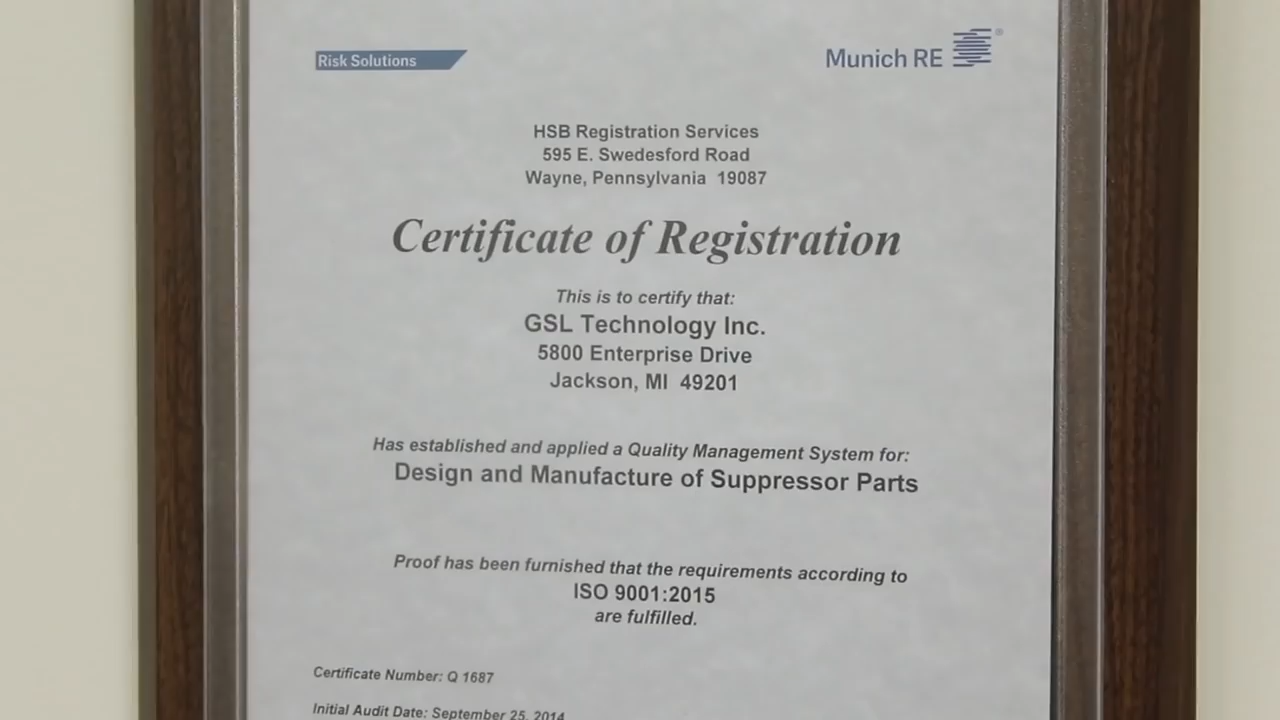 Risk Solutions
Munich RE
HSB Registration Services
595 E. Swedesford Road
Wayne, Pennsylvania 19087
Certificate of Registration
This is to certify that:
GSL Technology Inc.
5800 Enterprise Drive
Jackson, MI 49201
Has established and applied a Quality Management System for:
Design and Manufacture of Suppressor Parts
Proof has been furnished that the requirements according to
ISO 9001:2015
are fulfilled.
Certificate Number: Q 1687
Initial Audit Date: September 25, 2014